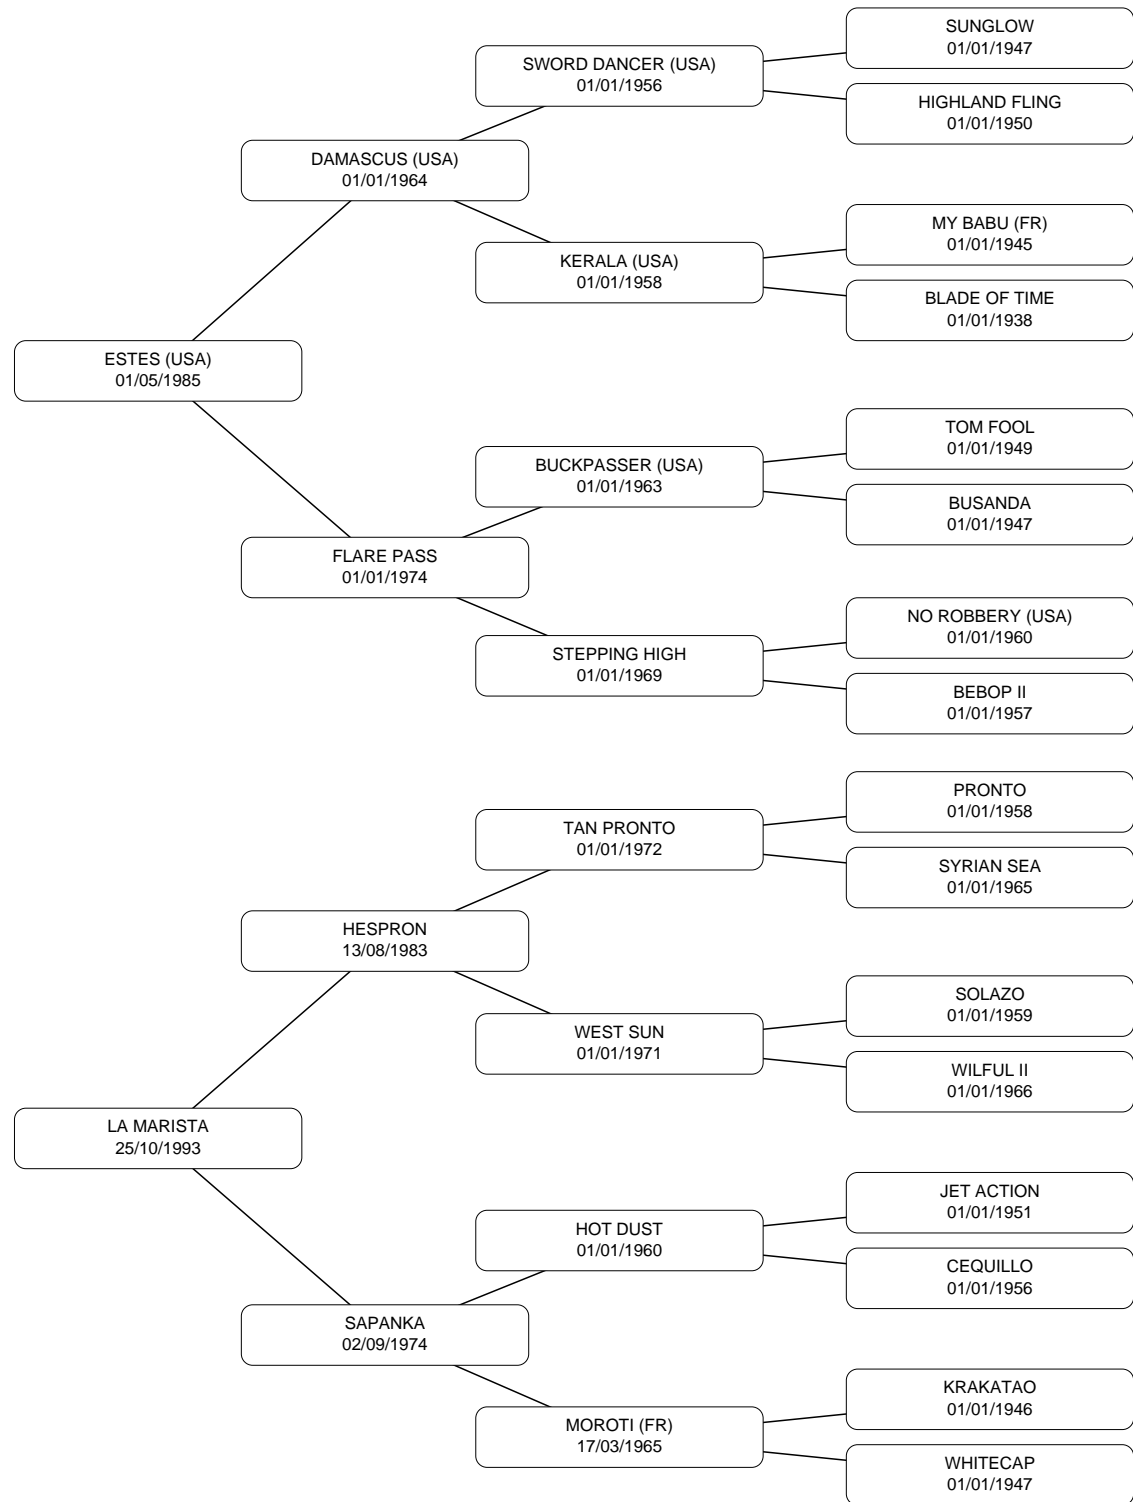 SUNGLOW
01/01/1947
SWORD DANCER (USA)
01/01/1956
HIGHLAND FLING
01/01/1950
DAMASCUS (USA)
01/01/1964
MY BABU (FR)
01/01/1945
KERALA (USA)
01/01/1958
BLADE OF TIME
01/01/1938
ESTES (USA)
01/05/1985
TOM FOOL
01/01/1949
BUCKPASSER (USA)
01/01/1963
BUSANDA
01/01/1947
FLARE PASS
01/01/1974
NO ROBBERY (USA)
01/01/1960
STEPPING HIGH
01/01/1969
BEBOP II
01/01/1957
PRONTO
01/01/1958
TAN PRONTO
01/01/1972
SYRIAN SEA
01/01/1965
HESPRON
13/08/1983
SOLAZO
01/01/1959
WEST SUN
01/01/1971
WILFUL II
01/01/1966
LA MARISTA
25/10/1993
JET ACTION
01/01/1951
HOT DUST
01/01/1960
CEQUILLO
01/01/1956
SAPANKA
02/09/1974
KRAKATAO
01/01/1946
MOROTI (FR)
17/03/1965
WHITECAP
01/01/1947